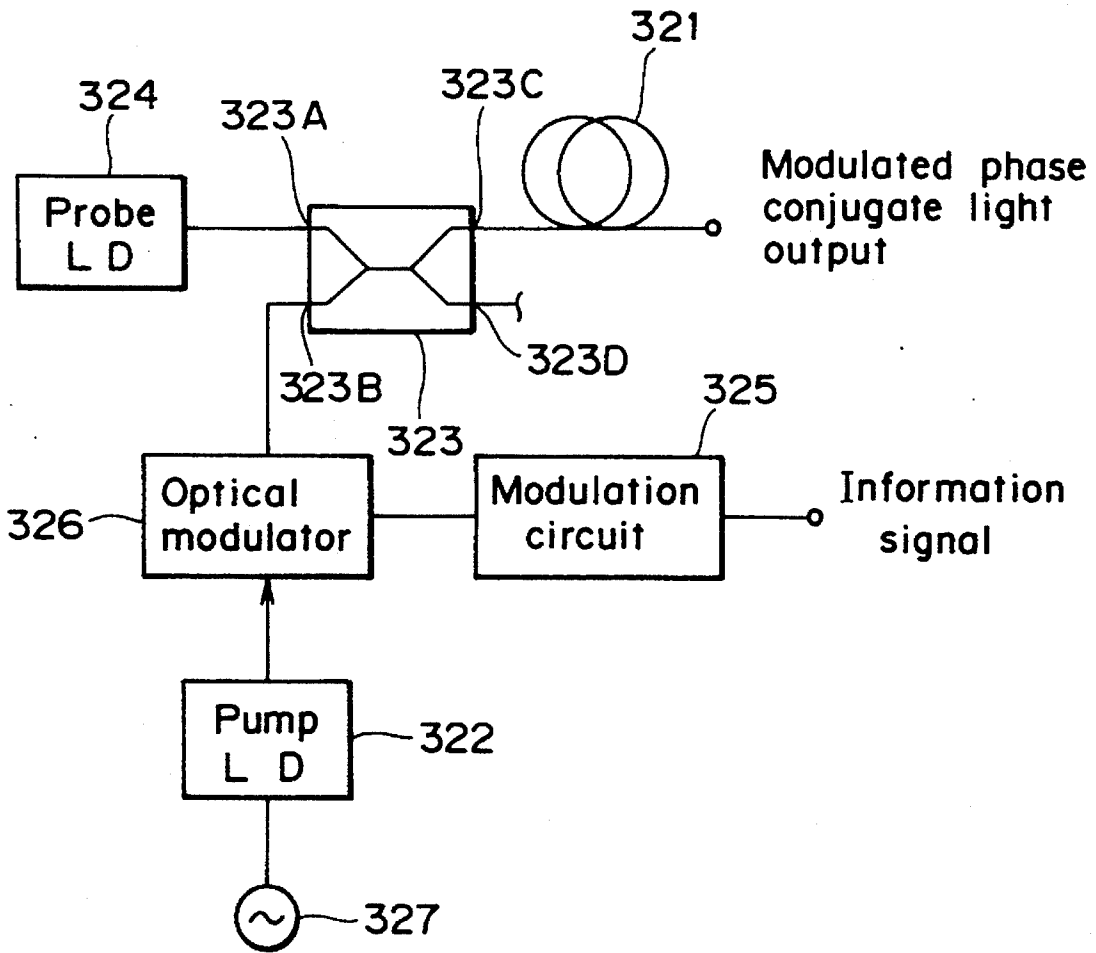 321
324
323A
323C
Probe
L D
Modulated phase
conjugate light
output
323B
323D
323
325
326
Optical
modulator
Modulation
circuit
Information
signal
Pump
L D
322
~
327